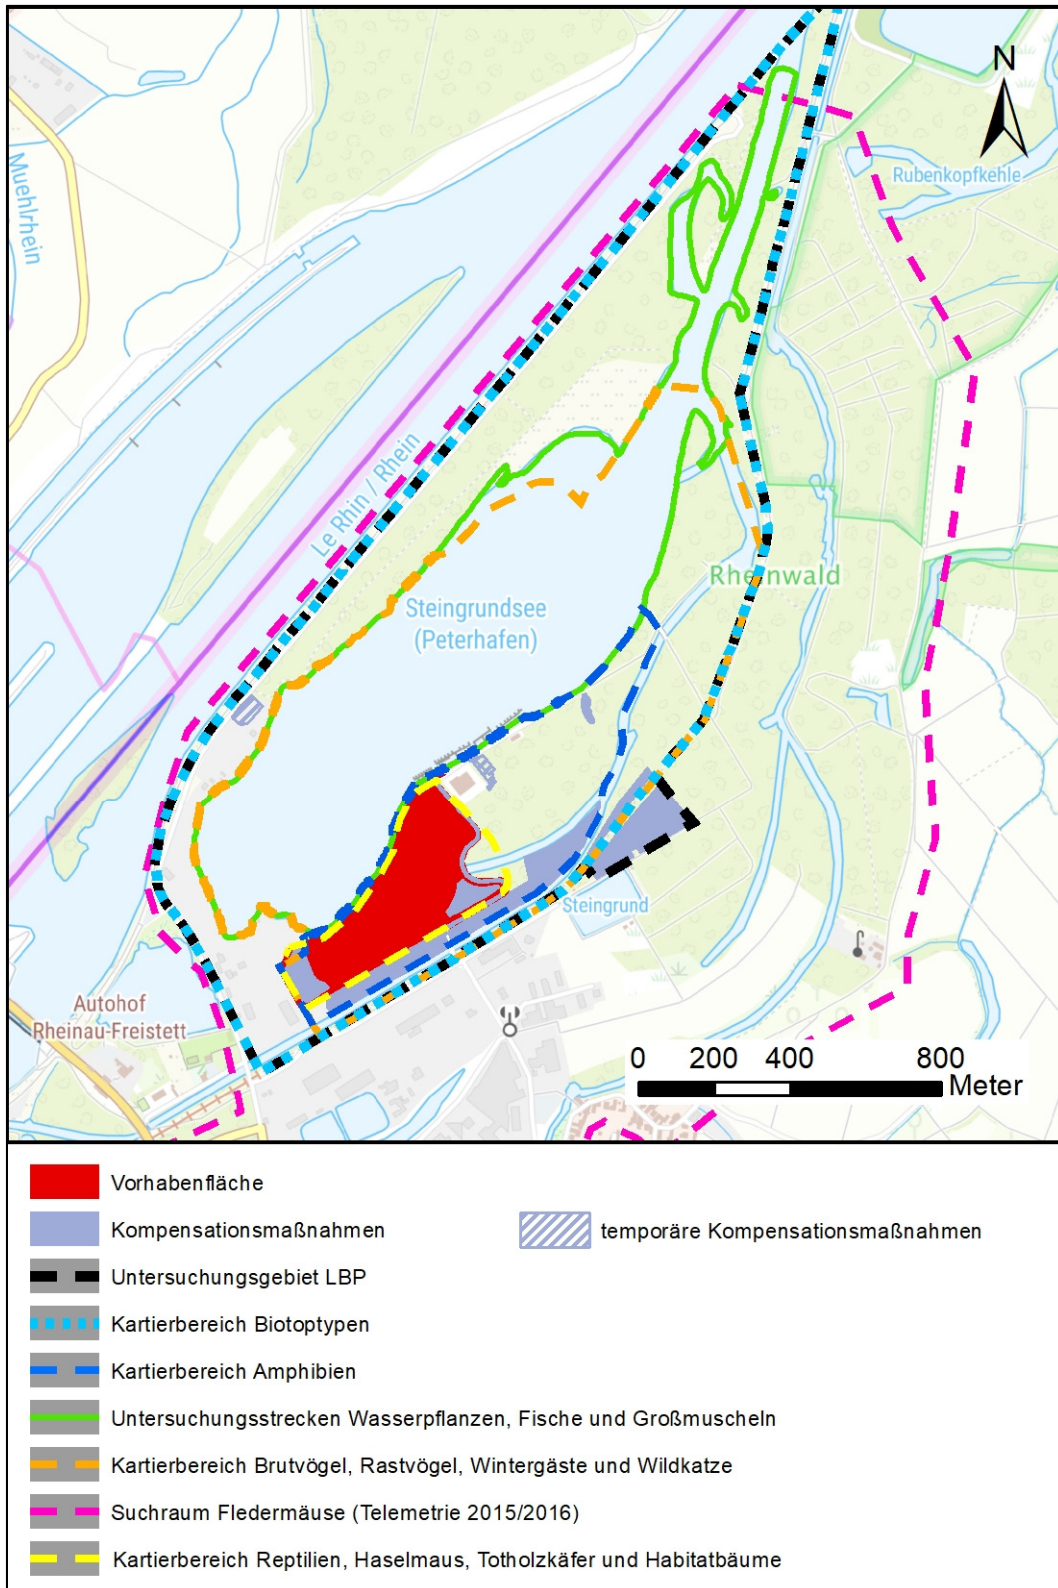 N
Muehlrhein
Rubenkopfkehle
Le Rhin / Rhein
Rheinwald
Steingrundsee
(Peterhafen)
Steingrund
Autohof
Rheinau-Freistett
0 200 400 800
Meter
Vorhabenfläche
Kompensationsmaßnahmen
temporäre Kompensationsmaßnahmen
Untersuchungsgebiet LBP
Kartierbereich Biotoptypen
Kartierbereich Amphibien
Untersuchungsstrecken Wasserpflanzen, Fische und Großmuscheln
Kartierbereich Brutvögel, Rastvögel, Wintergäste und Wildkatze
Suchraum Fledermäuse (Telemetrie 2015/2016)
Kartierbereich Reptilien, Haselmaus, Totholzkäfer und Habitatbäume